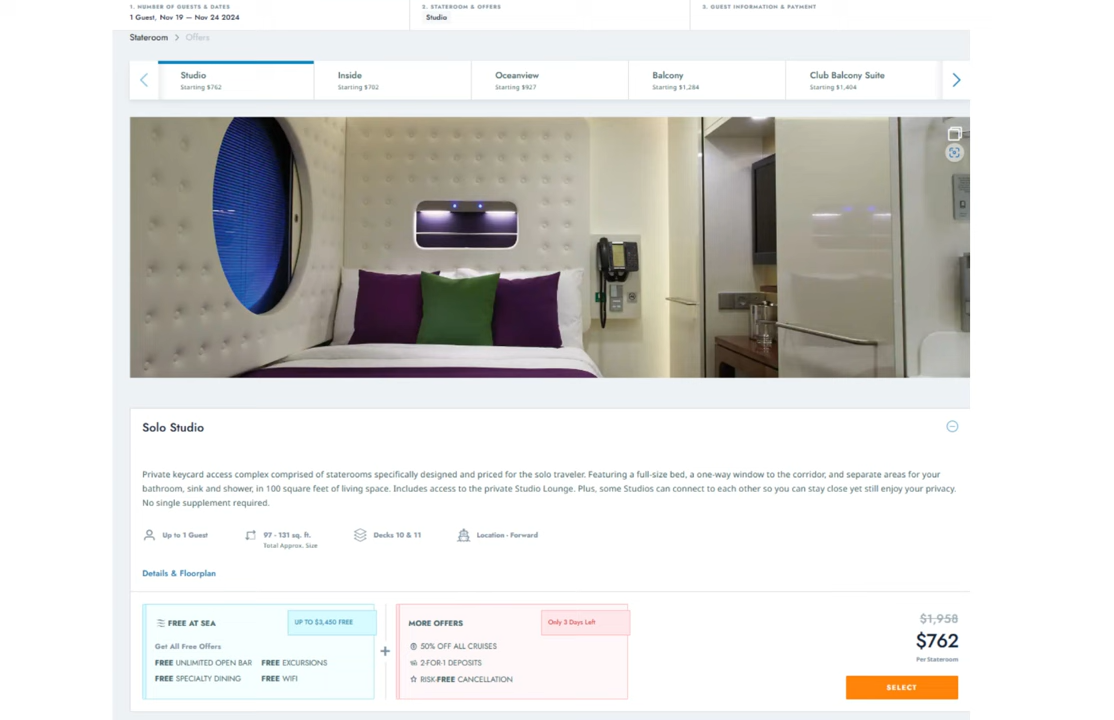 1. NUMBER OF GUESTS & DATES
1 Guest, Nov 19 — Nov 24 2024
2. STATEROOM & OFFERS
Studio
3. GUEST INFORMATION & PAYMENT
Stateroom > Offers
Studio
Starting $762
Inside
Starting $702
Oceanview
Starting $927
Balcony
Starting $1,284
Club Balcony Suite
Starting $1,404
Solo Studio
Private keycard access complex comprised of staterooms specifically designed and priced for the solo traveler. Featuring a full-size bed, a one-way window to the corridor, and separate areas for your
bathroom, sink and shower, in 100 square feet of living space. Includes access to the private Studio Lounge. Plus, some Studios can connect to each other so you can stay close yet still enjoy your privacy.
No single supplement required.
Up to 1 Guest
97 - 131 sq. ft.
Total Approx. Size
Decks 10 & 11
Location - Forward
Details & Floorplan
FREE AT SEA
UP TO $3,450 FREE
Get All Free Offers
FREE UNLIMITED OPEN BAR
FREE EXCURSIONS
FREE SPECIALTY DINING
FREE WIFI
+
MORE OFFERS
Only 3 Days Left
50% OFF ALL CRUISES
2-FOR-1 DEPOSITS
RISK-FREE CANCELLATION
$1,958
$762
Per Stateroom
SELECT